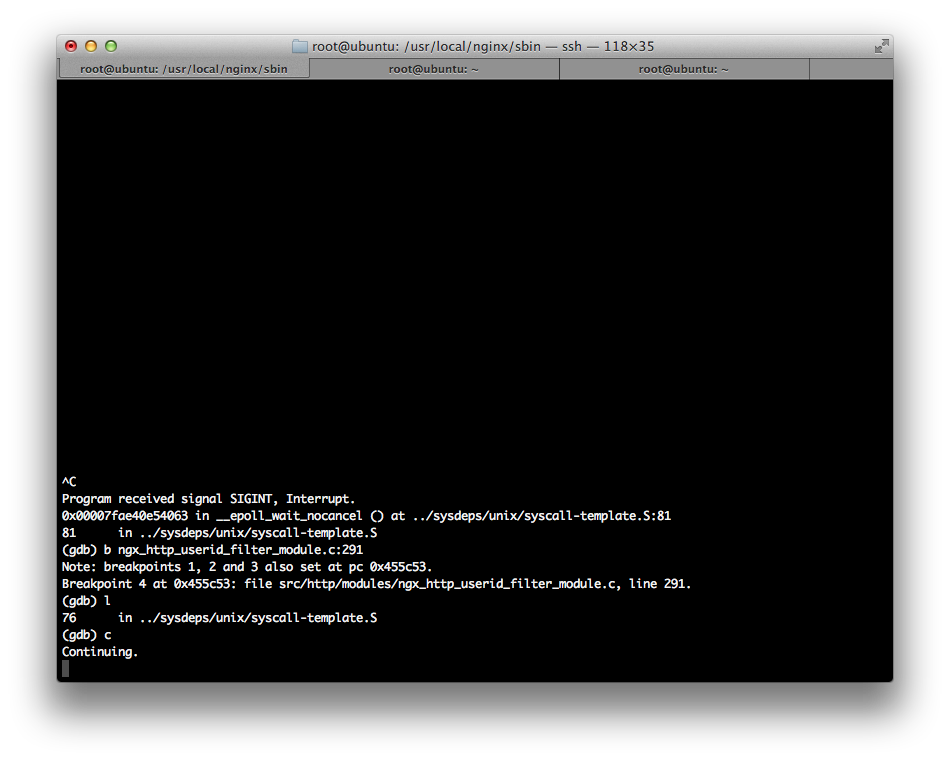 root@ubuntu: /usr/local/nginx/sbin — ssh — 118×35
root@ubuntu: /usr/local/nginx/sbin root@ubuntu: ~ root@ubuntu: ~
^C
Program received signal SIGINT, Interrupt.
0x00007fae40e54063 in __epoll_wait_nocancel () at ../sysdeps/unix/syscall-template.S:81
81      in ../sysdeps/unix/syscall-template.S
(gdb) b ngx_http_userid_filter_module.c:291
Note: breakpoints 1, 2 and 3 also set at pc 0x455c53.
Breakpoint 4 at 0x455c53: file src/http/modules/ngx_http_userid_filter_module.c, line 291.
(gdb) l
76      in ../sysdeps/unix/syscall-template.S
(gdb) c
Continuing.